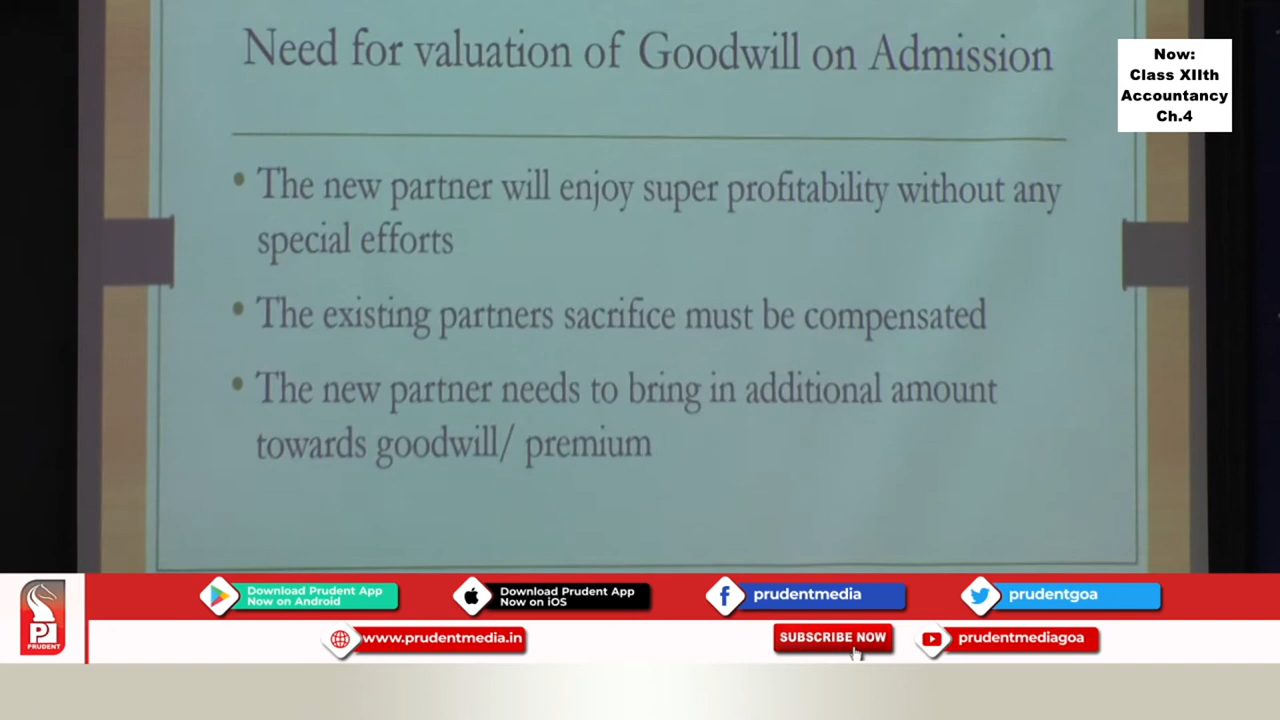 Need for valuation of Goodwill on Admission
Now:
Class XIIth
Accountancy
Ch.4
• The new partner will enjoy super profitability without any
special efforts
• The existing partners sacrifice must be compensated
• The new partner needs to bring in additional amount
towards goodwill/ premium
Download Prudent App
Now on Android
Download Prudent App
Now on iOS
prudentmedia
prudentgoa
PRUDENT
www.prudentmedia.in
SUBSCRIBE NOW
prudentmediagoa